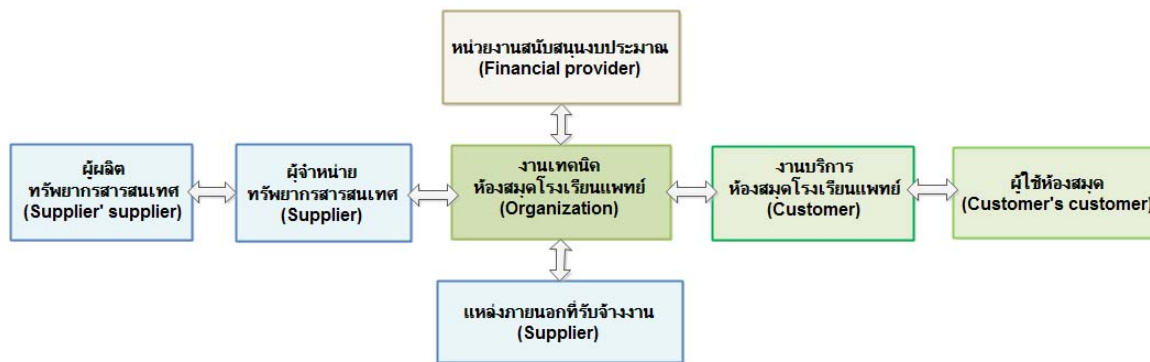 หน่วยงานสนับสนุนงบประมาณ
(Financial provider)
ผู้ผลิต
ทรัพยากรสารสนเทศ
(Supplier' supplier)
ผู้จำหน่าย
ทรัพยากรสารสนเทศ
(Supplier)
งานเทคนิค
ห้องสมุดโรงเรียนแพทย์
(Organization)
งานบริการ
ห้องสมุดโรงเรียนแพทย์
(Customer)
ผู้ใช้ห้องสมุด
(Customer's customer)
แหล่งภายนอกที่รับจ้างงาน
(Supplier)